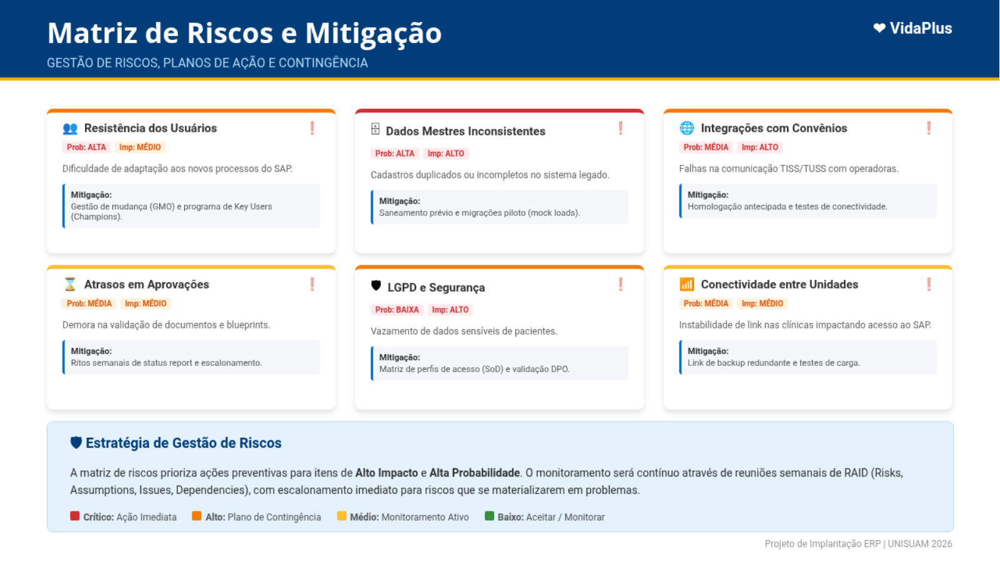 Matriz de Riscos e Mitigação
❤ VidaPlus
GESTÃO DE RISCOS, PLANOS DE AÇÃO E CONTINGÊNCIA
Resistência dos Usuários
Prob: ALTA Imp: MÉDIO
Dificuldade de adaptação aos novos processos do SAP.
Mitigação:
Gestão de mudança (GMO) e programa de Key Users
(Champions).
Dados Mestres Inconsistentes
Prob: ALTA Imp: ALTO
Cadastros duplicados ou incompletos no sistema legado.
Mitigação:
Saneamento prévio e migrações piloto (mock loads).
Integrações com Convênios
Prob: MÉDIA Imp: ALTO
Falhas na comunicação TISS/TUSS com operadoras.
Mitigação:
Homologação antecipada e testes de conectividade.
Atrasos em Aprovações
Prob: MÉDIA Imp: MÉDIO
Demora na validação de documentos e blueprints.
Mitigação:
Ritos semanais de status report e escalonamento.
LGPD e Segurança
Prob: BAIXA Imp: ALTO
Vazamento de dados sensíveis de pacientes.
Mitigação:
Matriz de perfis de acesso (SoD) e validação DPO.
Conectividade entre Unidades
Prob: MÉDIA Imp: MÉDIO
Instabilidade de link nas clínicas impactando acesso ao SAP.
Mitigação:
Link de backup redundante e testes de carga.
Estratégia de Gestão de Riscos
A matriz de riscos prioriza ações preventivas para itens de Alto Impacto e Alta Probabilidade. O monitoramento será contínuo através de reuniões semanais de RAID (Risks,
Assumptions, Issues, Dependencies), com escalonamento imediato para riscos que se materializarem em problemas.
Crítico: Ação Imediata Alto: Plano de Contingência Médio: Monitoramento Ativo Baixo: Aceitar / Monitorar
Projeto de Implantação ERP | UNISUAM 2026